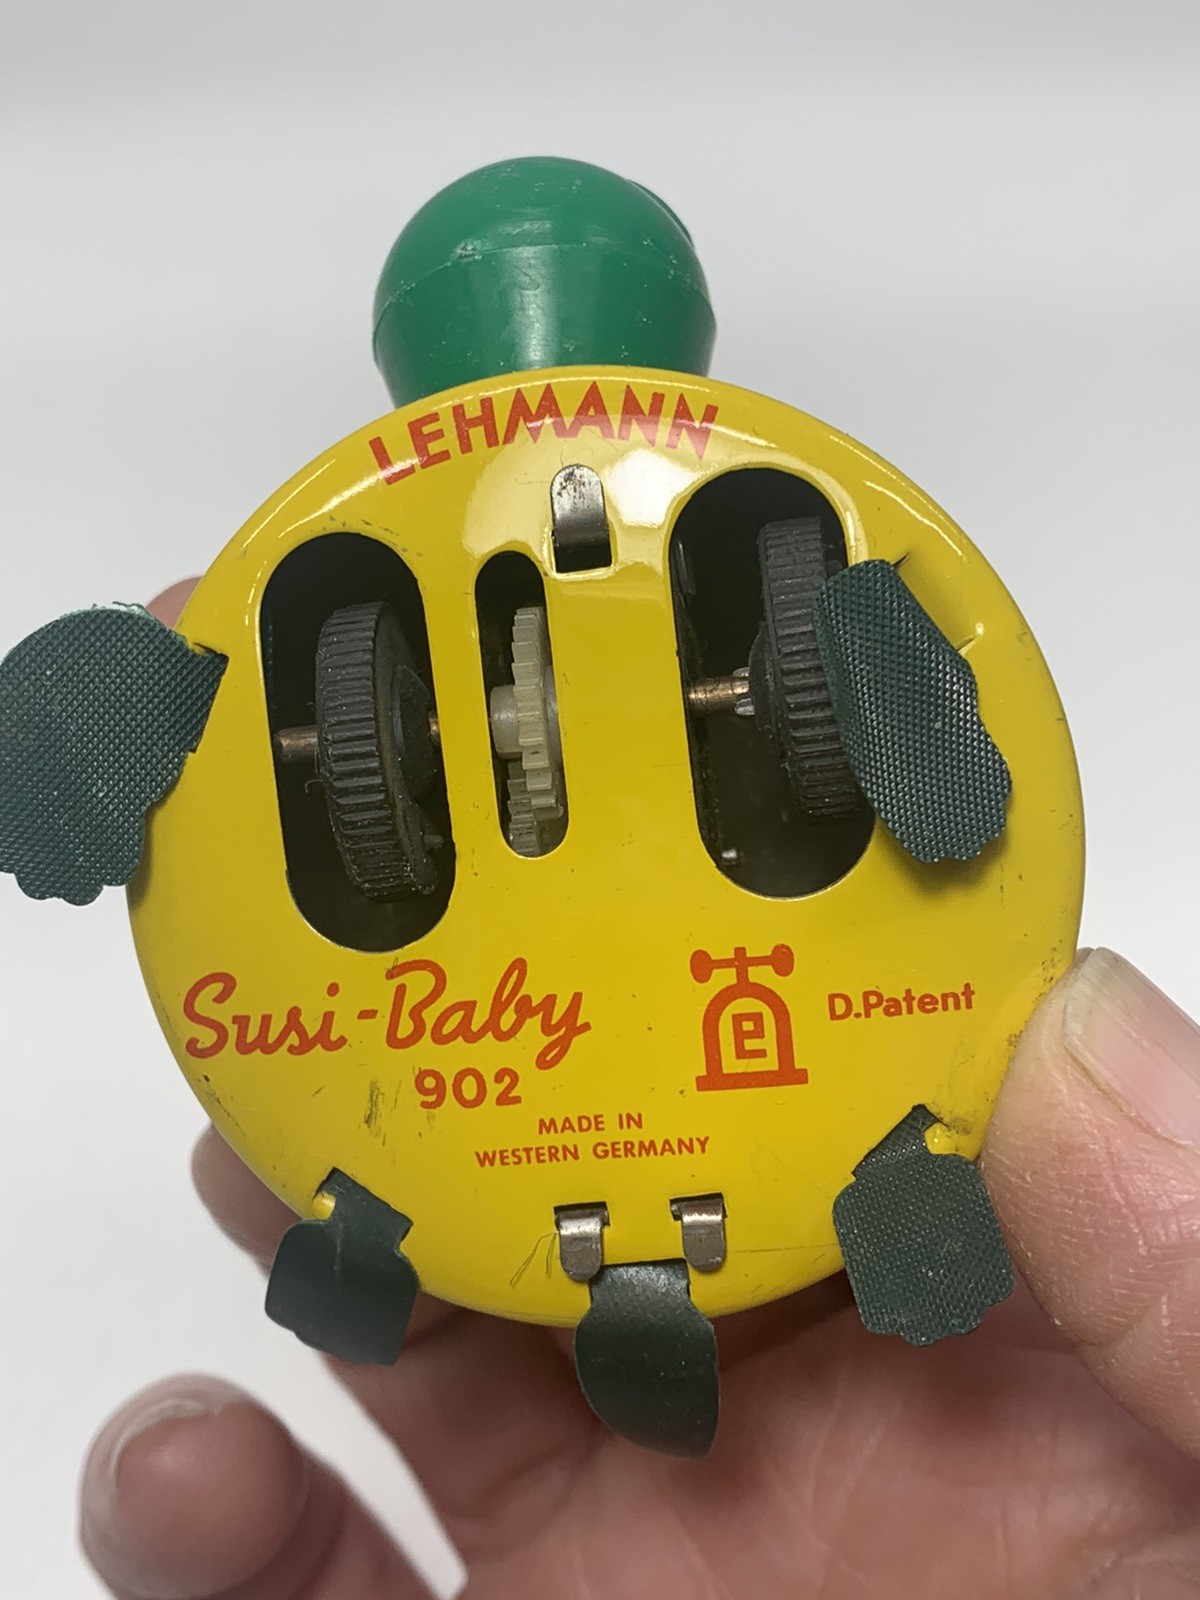 LEHMANN
Susi-Baby
902
e
D.Patent
MADE IN
WESTERN GERMANY